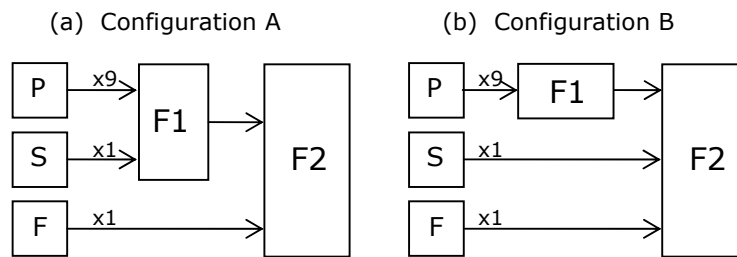 (a) Configuration A
P
x9
F1
S
x1
F2
F
x1
(b) Configuration B
P
x9
F1
S
x1
F2
F
x1